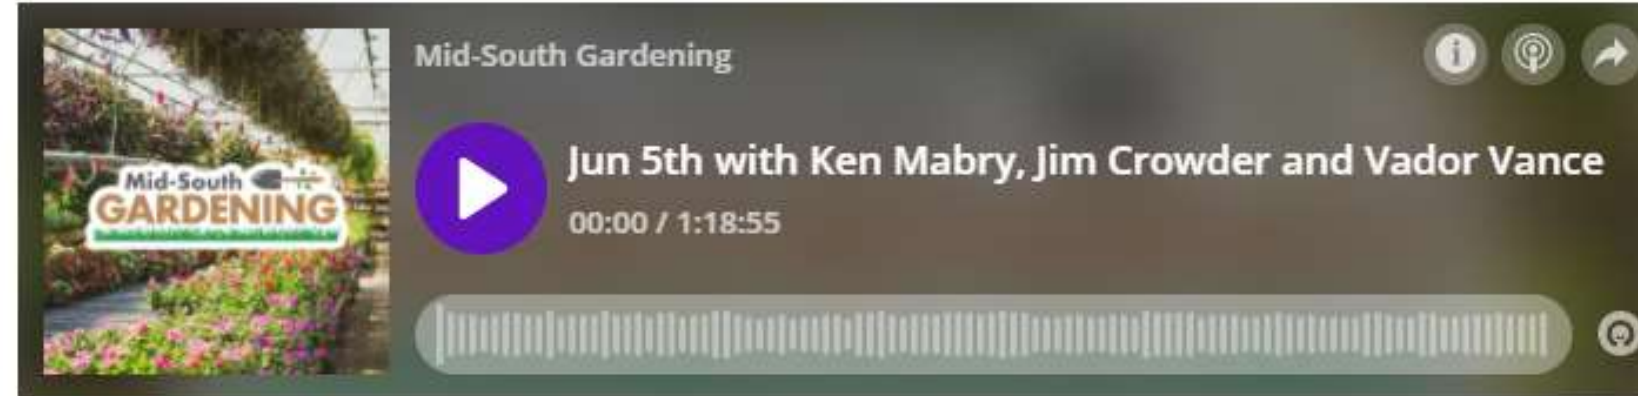 Mid-South Gardening
Jun 5th with Ken Mabry, Jim Crowder and Vador Vance
00:00 / 1:18:55
Mid-South
GARDENING